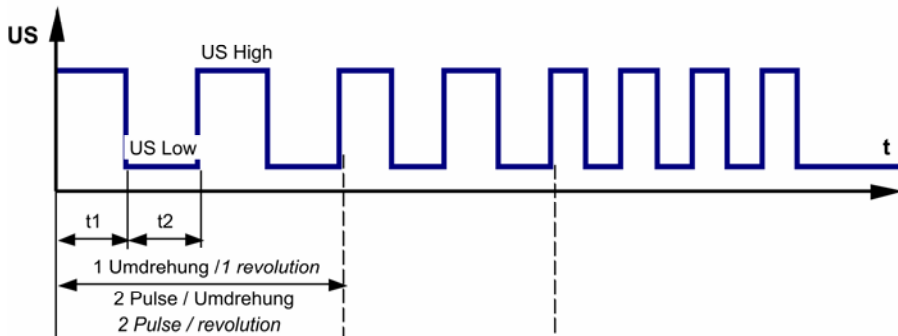 US
US High
US Low
t
t1 t2
1 Umdrehung /1 revolution
2 Pulse / Umdrehung
2 Pulse / revolution